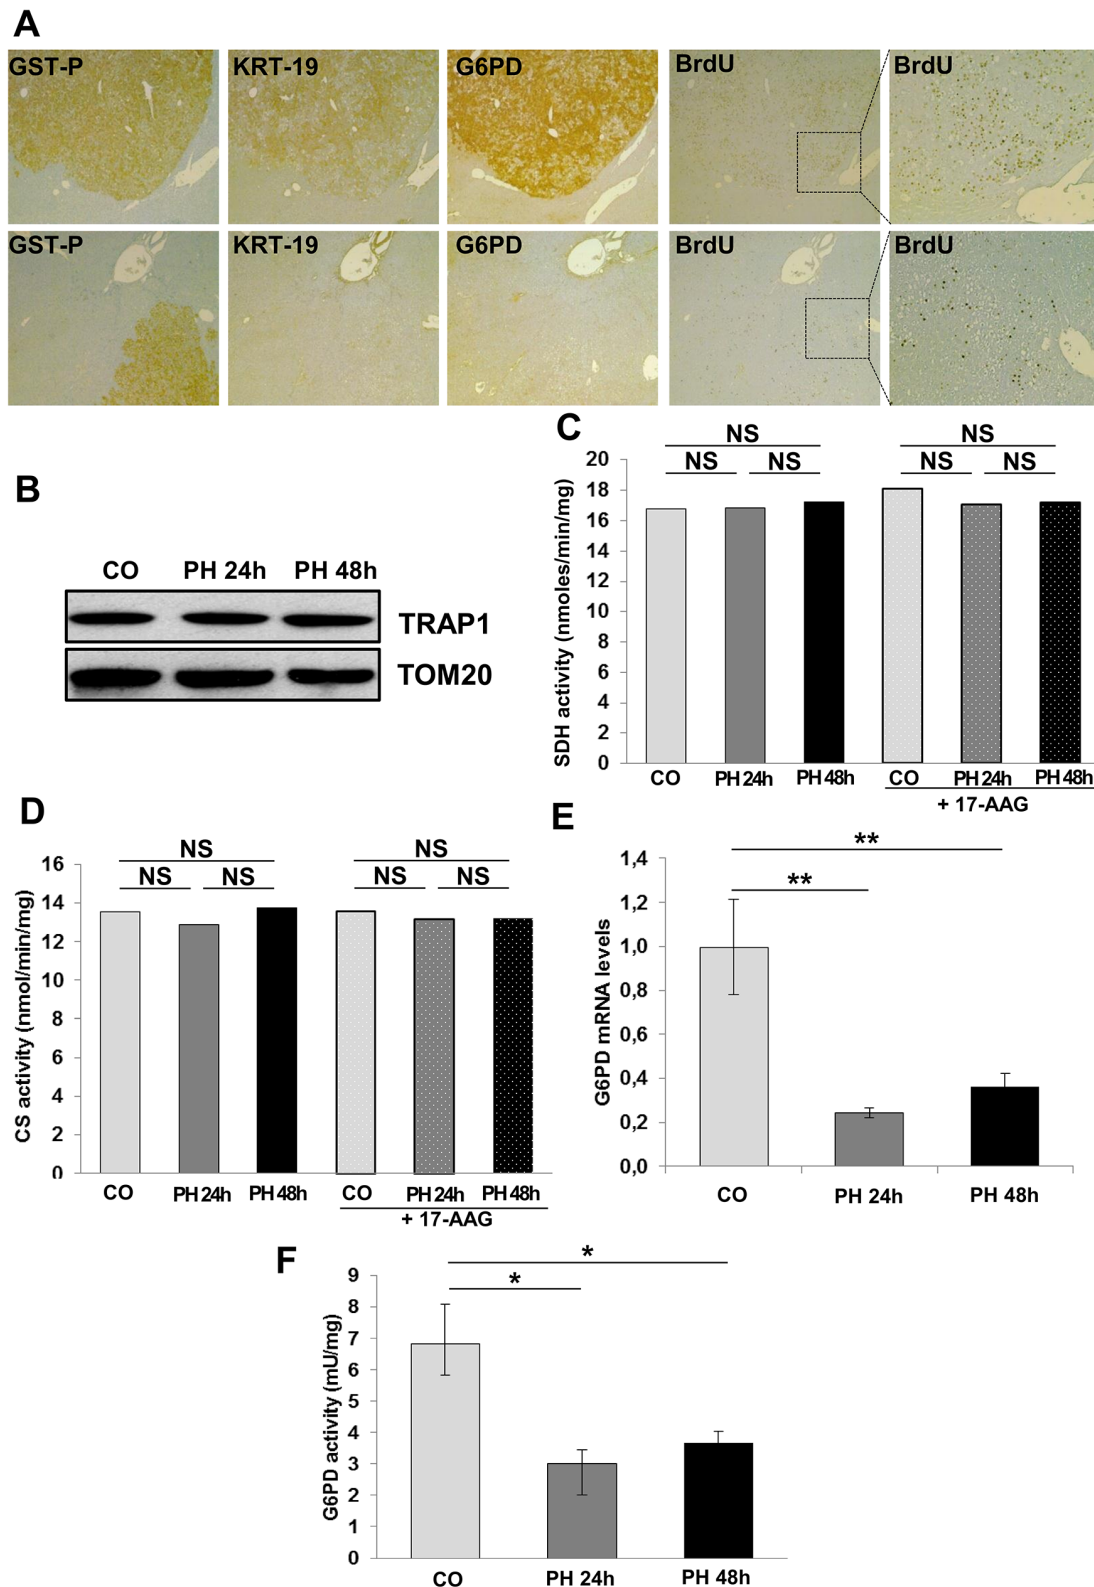 A
GST-P KRT-19 G6PD BrdU BrdU
GST-P KRT-19 G6PD BrdU BrdU
B
CO PH 24h PH 48h
TRAP1
TOM20
C
NS NS
NS NS NS NS
SDH activity (nmoles/min/mg)
20
18
16
14
12
10
8
6
4
2
0
CO PH 24h PH 48h CO PH 24h PH 48h
+ 17-AAG
D
NS NS
NS NS NS NS
CS activity (nmol/min/mg)
16
14
12
10
8
6
4
2
0
CO PH 24h PH 48h CO PH 24h PH 48h
+ 17-AAG
E
**
**
G6PD mRNA levels
1,4
1,2
1,0
0,8
0,6
0,4
0,2
0,0
CO PH 24h PH 48h
F
*
*
G6PD activity (mU/mg)
9
8
7
6
5
4
3
2
1
0
CO PH 24h PH 48h